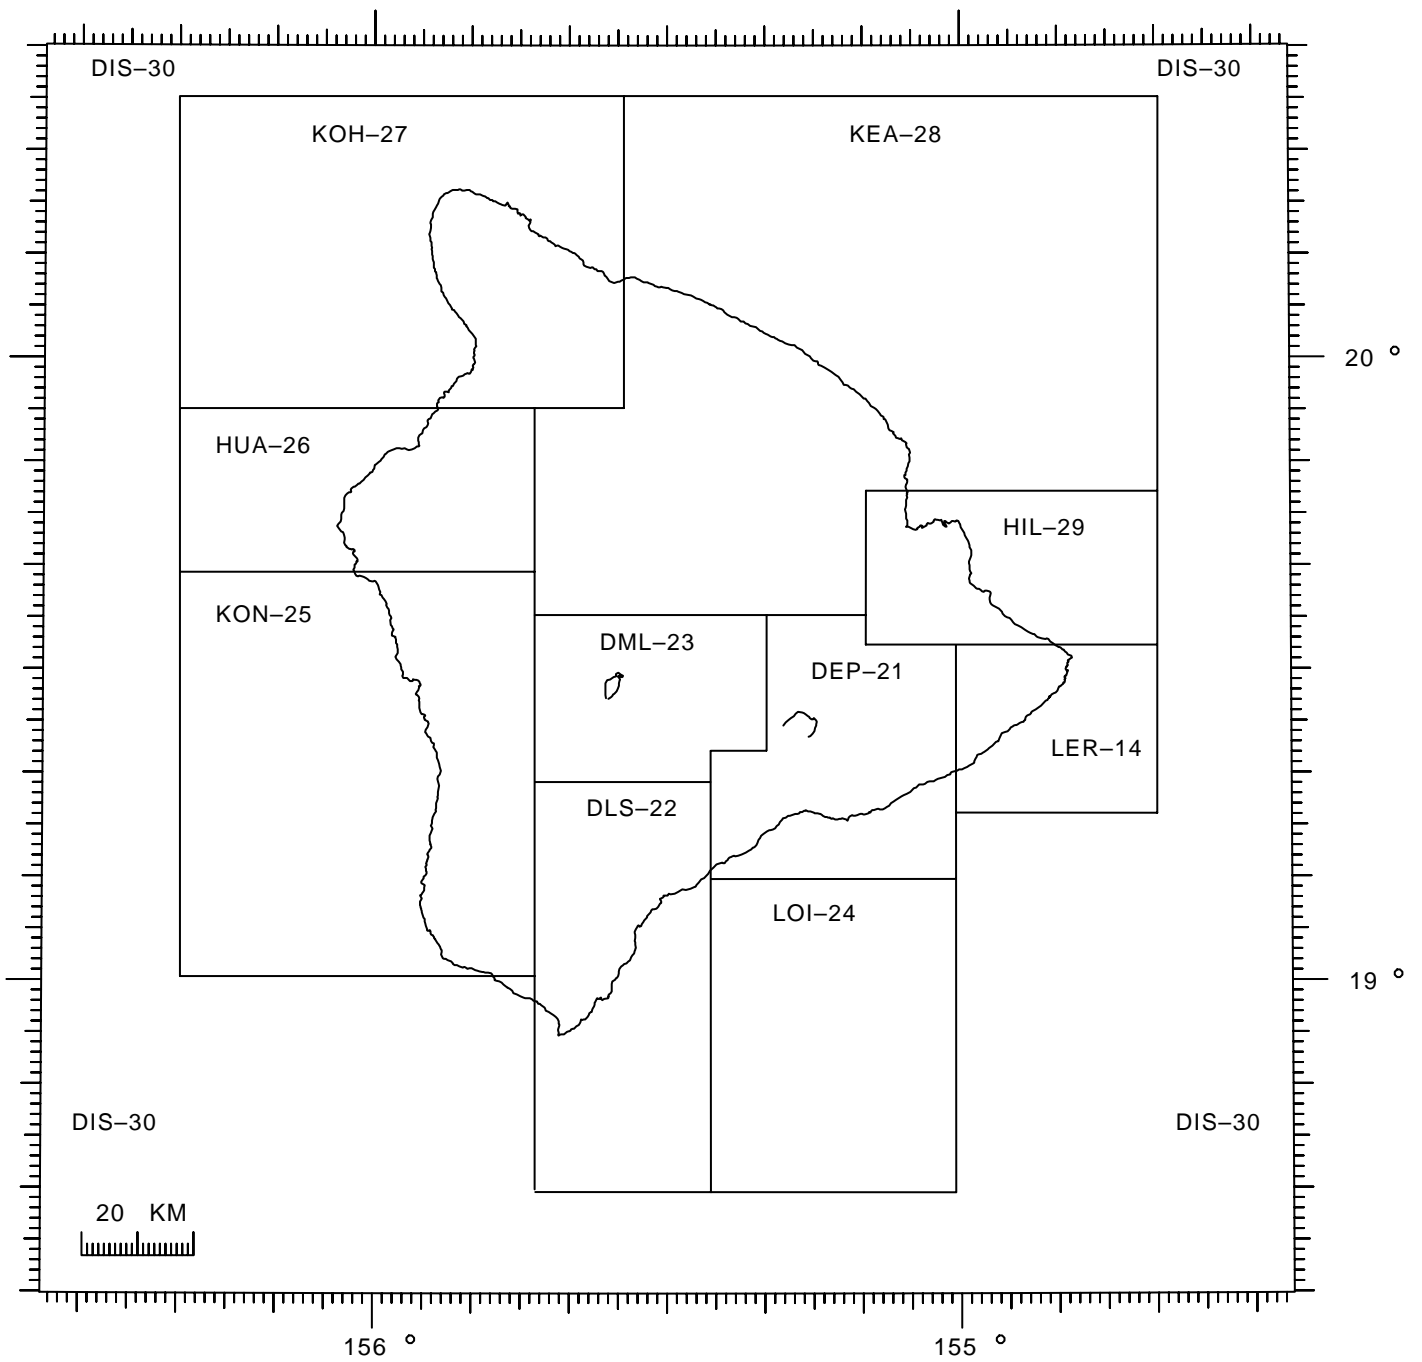 DIS–30 DIS–30
KOH–27 KEA–28
20 °
HUA–26
HIL–29
KON–25
DML–23
DEP–21
LER–14
DLS–22
LOI–24
19 °
DIS–30 DIS–30
20 KM
156 ° 155 °